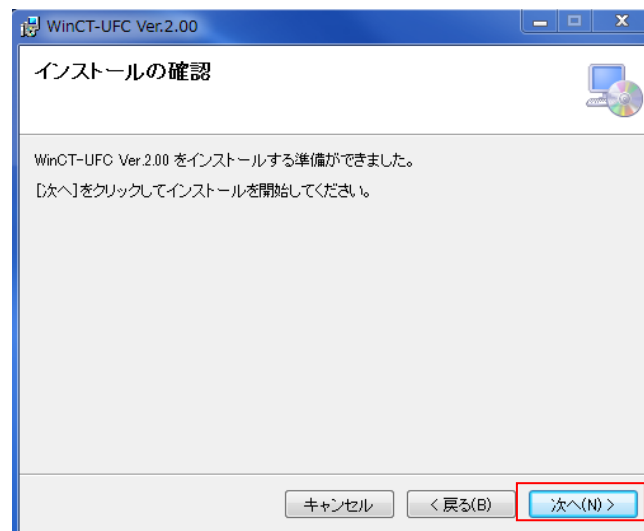 WinCT-UFC Ver.2.00
インストールの確認
WinCT-UFC Ver.2.00 をインストールする準備ができました。
[次へ]をクリックしてインストールを開始してください。
キャンセル
< 戻る(B)
次へ(N) >